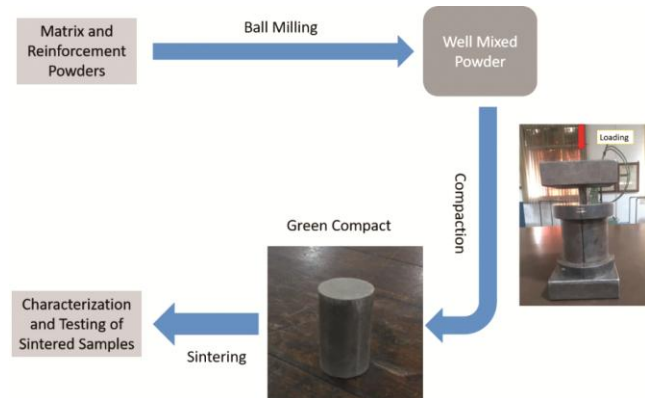 Matrix and
Reinforcement
Powders
Ball Milling
Well Mixed
Powder
Loading
Compaction
Green Compact
Sintering
Characterization
and Testing of
Sintered Samples